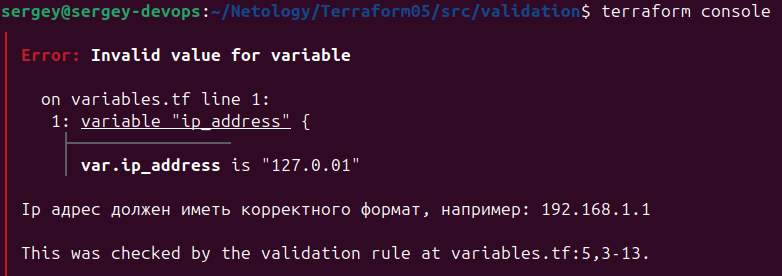 sergey@sergey-devops:~/Netology/Terraform05/src/validation$ terraform console
Error: Invalid value for variable
on variables.tf line 1:
1: variable "ip_address" {
var.ip_address is "127.0.01"
Ip адрес должен иметь корректного формат, например: 192.168.1.1
This was checked by the validation rule at variables.tf:5,3-13.